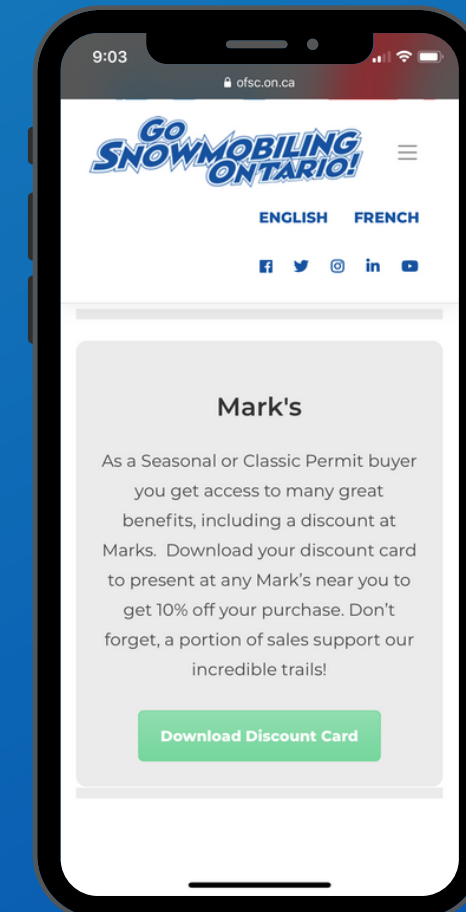 9:03
ofsc.on.ca
Go
SNOWMOBILING
ONTARIO!
ENGLISH FRENCH
Mark's
As a Seasonal or Classic Permit buyer
you get access to many great
benefits, including a discount at
Marks.  Download your discount card
to present at any Mark’s near you to
get 10% off your purchase. Don’t
forget, a portion of sales support our
incredible trails!
Download Discount Card